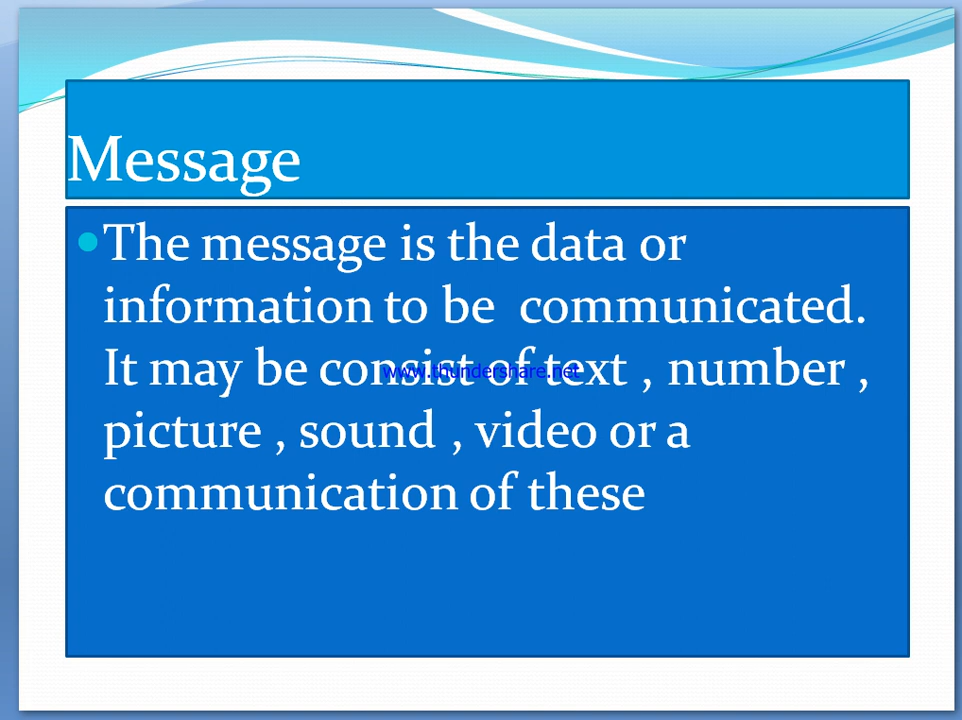 Message
The message is the data or
information to be communicated.
It may be consist of text , number ,
www.thundershare.net
picture , sound , video or a
communication of these